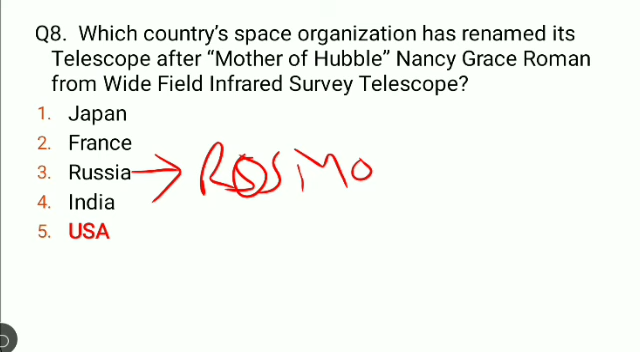 Q8. Which country's space organization has renamed its
Telescope after “Mother of Hubble” Nancy Grace Roman
from Wide Field Infrared Survey Telescope?
1. Japan
2. France
3. Russia ROSMO
4. India
5. USA